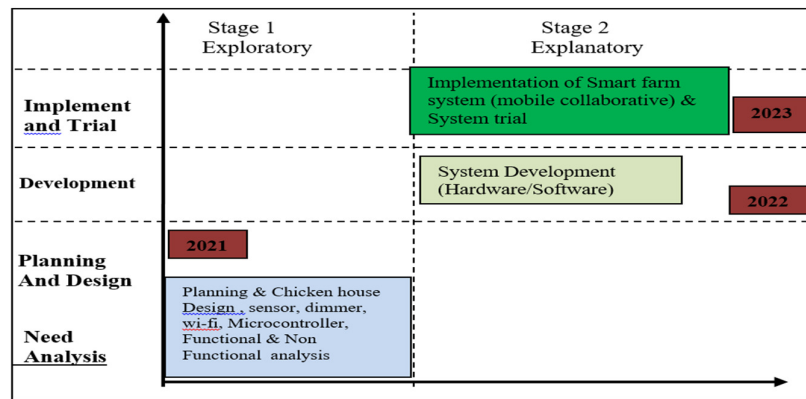 Stage 1
Exploratory
Stage 2
Explanatory
Implement
and Trial
Implementation of Smart farm
system (mobile collaborative) &
System trial
2023
Development
System Development
(Hardware/Software)
2022
2021
Planning
And Design
Need
Analysis
Planning & Chicken house
Design , sensor, dimmer,
wi-fi, Microcontroller,
Functional & Non
Functional analysis